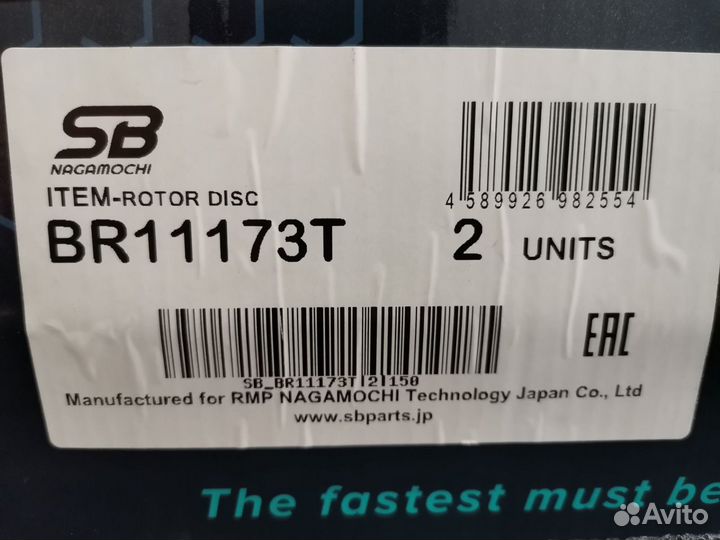 SB
NAGAMOCHI
ITEM-ROTOR DISC
BR11173T 2 UNITS
4 589926 982554
SB_BR11173T|2|150
EAC
Manufactured for RMP NAGAMOCHI Technology Japan Co., Ltd
www.sbparts.jp
The fastest must be
Avito